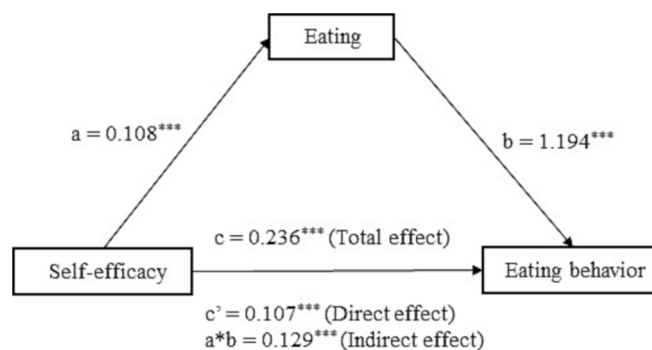 Eating
a = 0.108***
b = 1.194***
c = 0.236*** (Total effect)
Self-efficacy
Eating behavior
c’ = 0.107*** (Direct effect)
a*b = 0.129*** (Indirect effect)